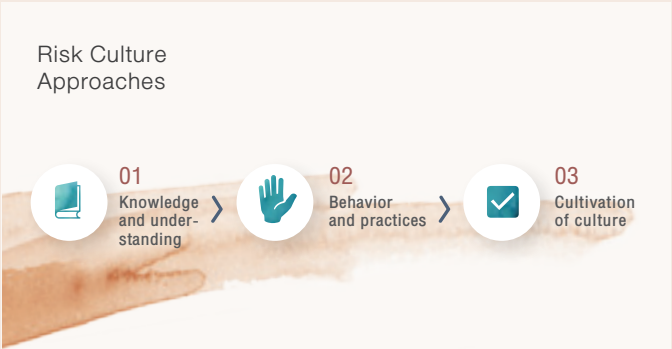 Risk Culture
Approaches
01
Knowledge
and under-
standing
02
Behavior
and practices
03
Cultivation
of culture